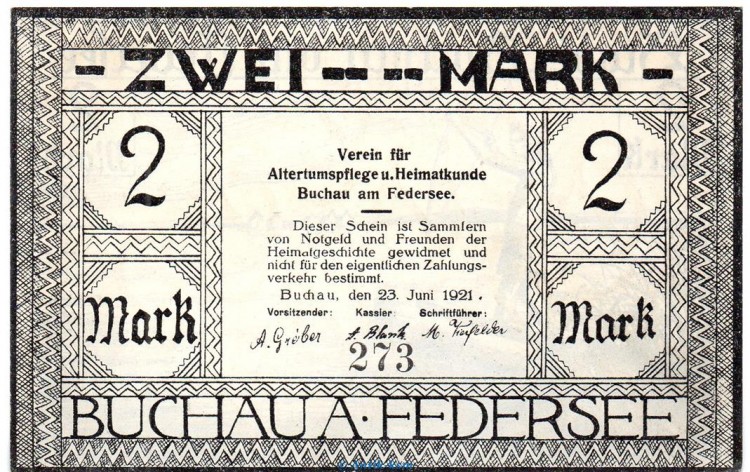 - ZWEI --- MARK -
2
2
Verein für
Altertumspflege u. Heimatkunde
Buchau am Federsee.
Dieser Schein ist Sammlern
von Notgeld und Freunden der
Heimatgeschichte gewidmet und
nicht für den eigentlichen Zahlungs-
verkehr bestimmt.
Buchau, den 23. Juni 1921.
Vorsitzender: Kassier: Schriftführer:
A. Gröber
273
Mark
Mark
BUCHAU A. FEDERSEE